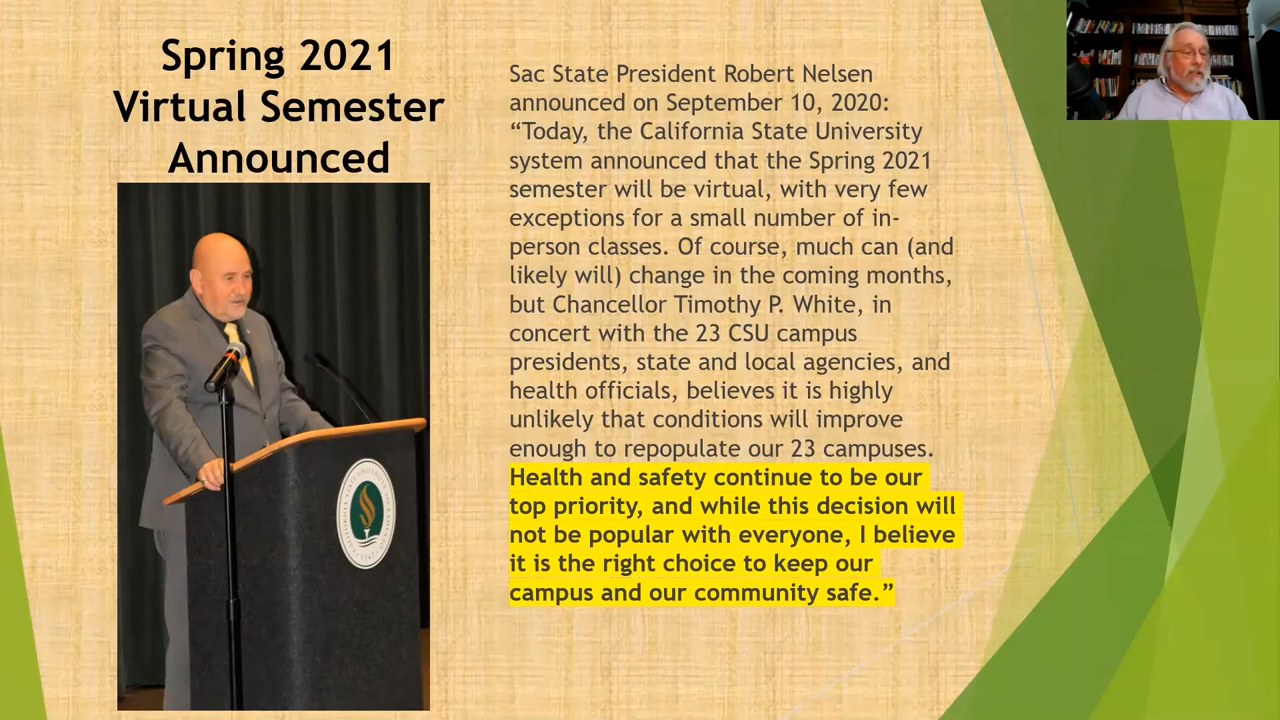 Spring 2021
Virtual Semester
Announced
Sac State President Robert Nelsen
announced on September 10, 2020:
“Today, the California State University
system announced that the Spring 2021
semester will be virtual, with very few
exceptions for a small number of in-
person classes. Of course, much can (and
likely will) change in the coming months,
but Chancellor Timothy P. White, in
concert with the 23 CSU campus
presidents, state and local agencies, and
health officials, believes it is highly
unlikely that conditions will improve
enough to repopulate our 23 campuses.
Health and safety continue to be our
top priority, and while this decision will
not be popular with everyone, I believe
it is the right choice to keep our
campus and our community safe.”